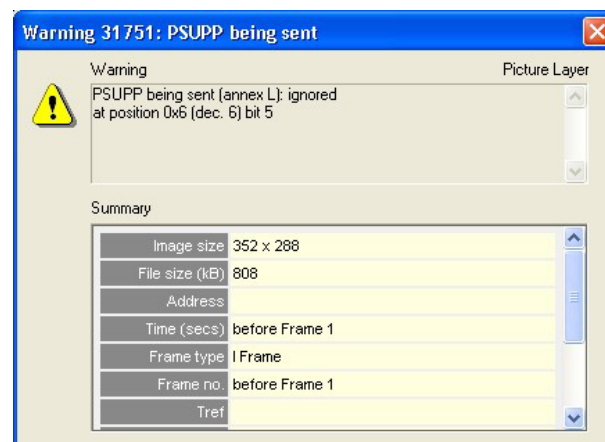 Warning 31751: PSUPP being sent
Warning Picture Layer
PSUPP being sent (annex L): ignored
at position 0x6 (dec. 6) bit 5
Summary
Image size 352 x 288
File size (kB) 808
Address
Time (secs) before Frame 1
Frame type I Frame
Frame no. before Frame 1
Tref